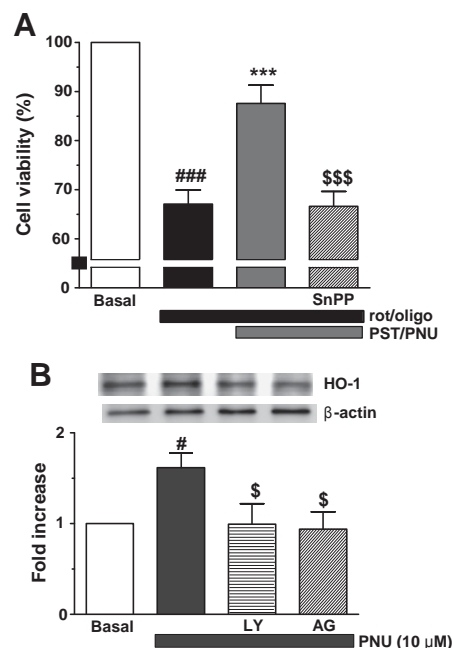 A
Cell viability (%)
100
90
80
70
60
###
***
$$$
Basal
SnPP
rot/oligo
PST/PNU
B
HO-1
β-actin
Fold increase
2
1
0
#
$
$
Basal
LY
AG
PNU (10 μM)